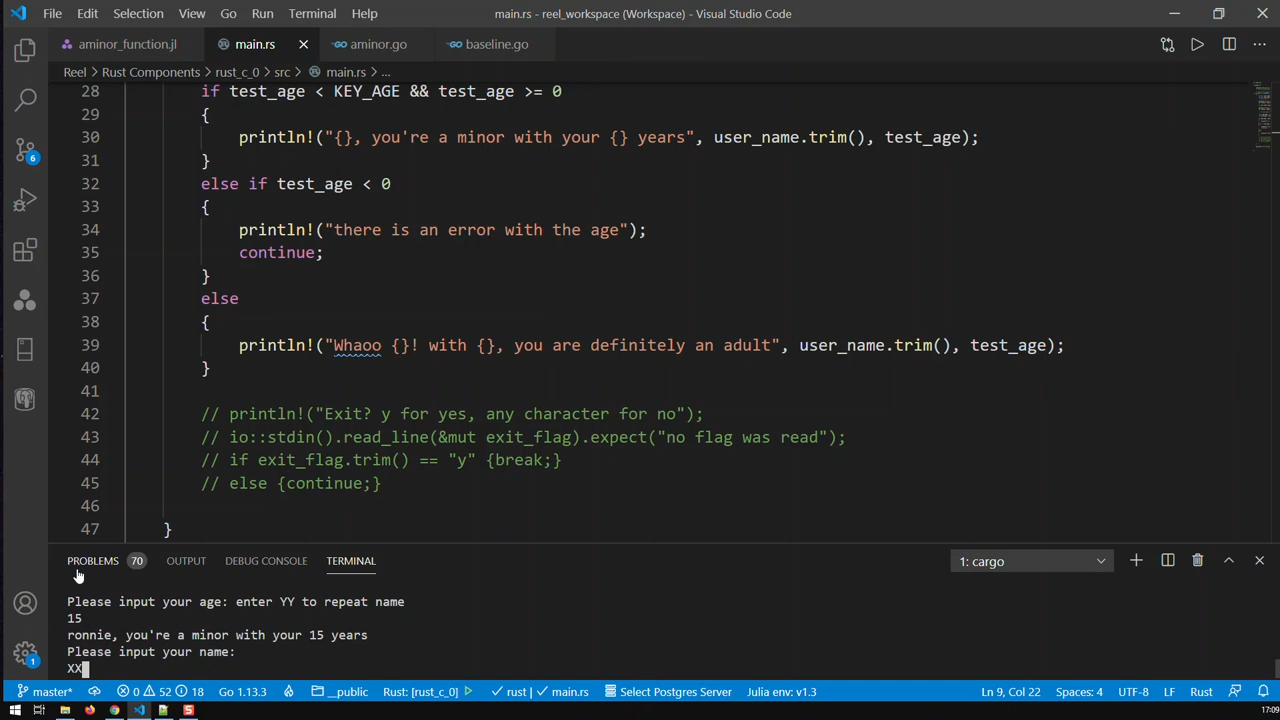 File Edit Selection View Go Run Terminal Help main.rs - reel_workspace (Workspace) - Visual Studio Code
aminor_function.jl main.rs aminor.go baseline.go
Reel > Rust Components > rust_c_0 > src > main.rs > ...
28 if test_age < KEY_AGE && test_age >= 0
29 {
30 println!("{}, you're a minor with your {} years", user_name.trim(), test_age);
31 }
32 else if test_age < 0
33 {
34 println!("there is an error with the age");
35 continue;
36 }
37 else
38 {
39 println!("Whaoo {}! with {}, you are definitely an adult", user_name.trim(), test_age);
40 }
41
42 // println!("Exit? y for yes, any character for no");
43 // io::stdin().read_line(&mut exit_flag).expect("no flag was read");
44 // if exit_flag.trim() == "y" {break;}
45 // else {continue;}
46
47 }
6
PROBLEMS 70 OUTPUT DEBUG CONSOLE TERMINAL 1: cargo
Please input your age: enter YY to repeat name
15
ronnie, you're a minor with your 15 years
Please input your name:
XX
1
master* 0 52 18 Go 1.13.3 __public Rust: [rust_c_0] rust | main.rs Select Postgres Server Julia env: v1.3 Ln 9, Col 22 Spaces: 4 UTF-8 LF Rust
17:09